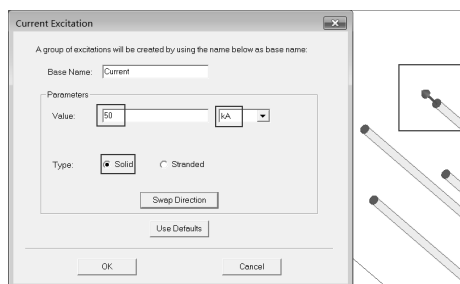 Current Excitation
A group of excitations will be created by using the name below as base name:
Base Name: Current
Parameters
Value: 50 kA
Type: Solid Stranded
Swap Direction
Use Defaults
OK Cancel